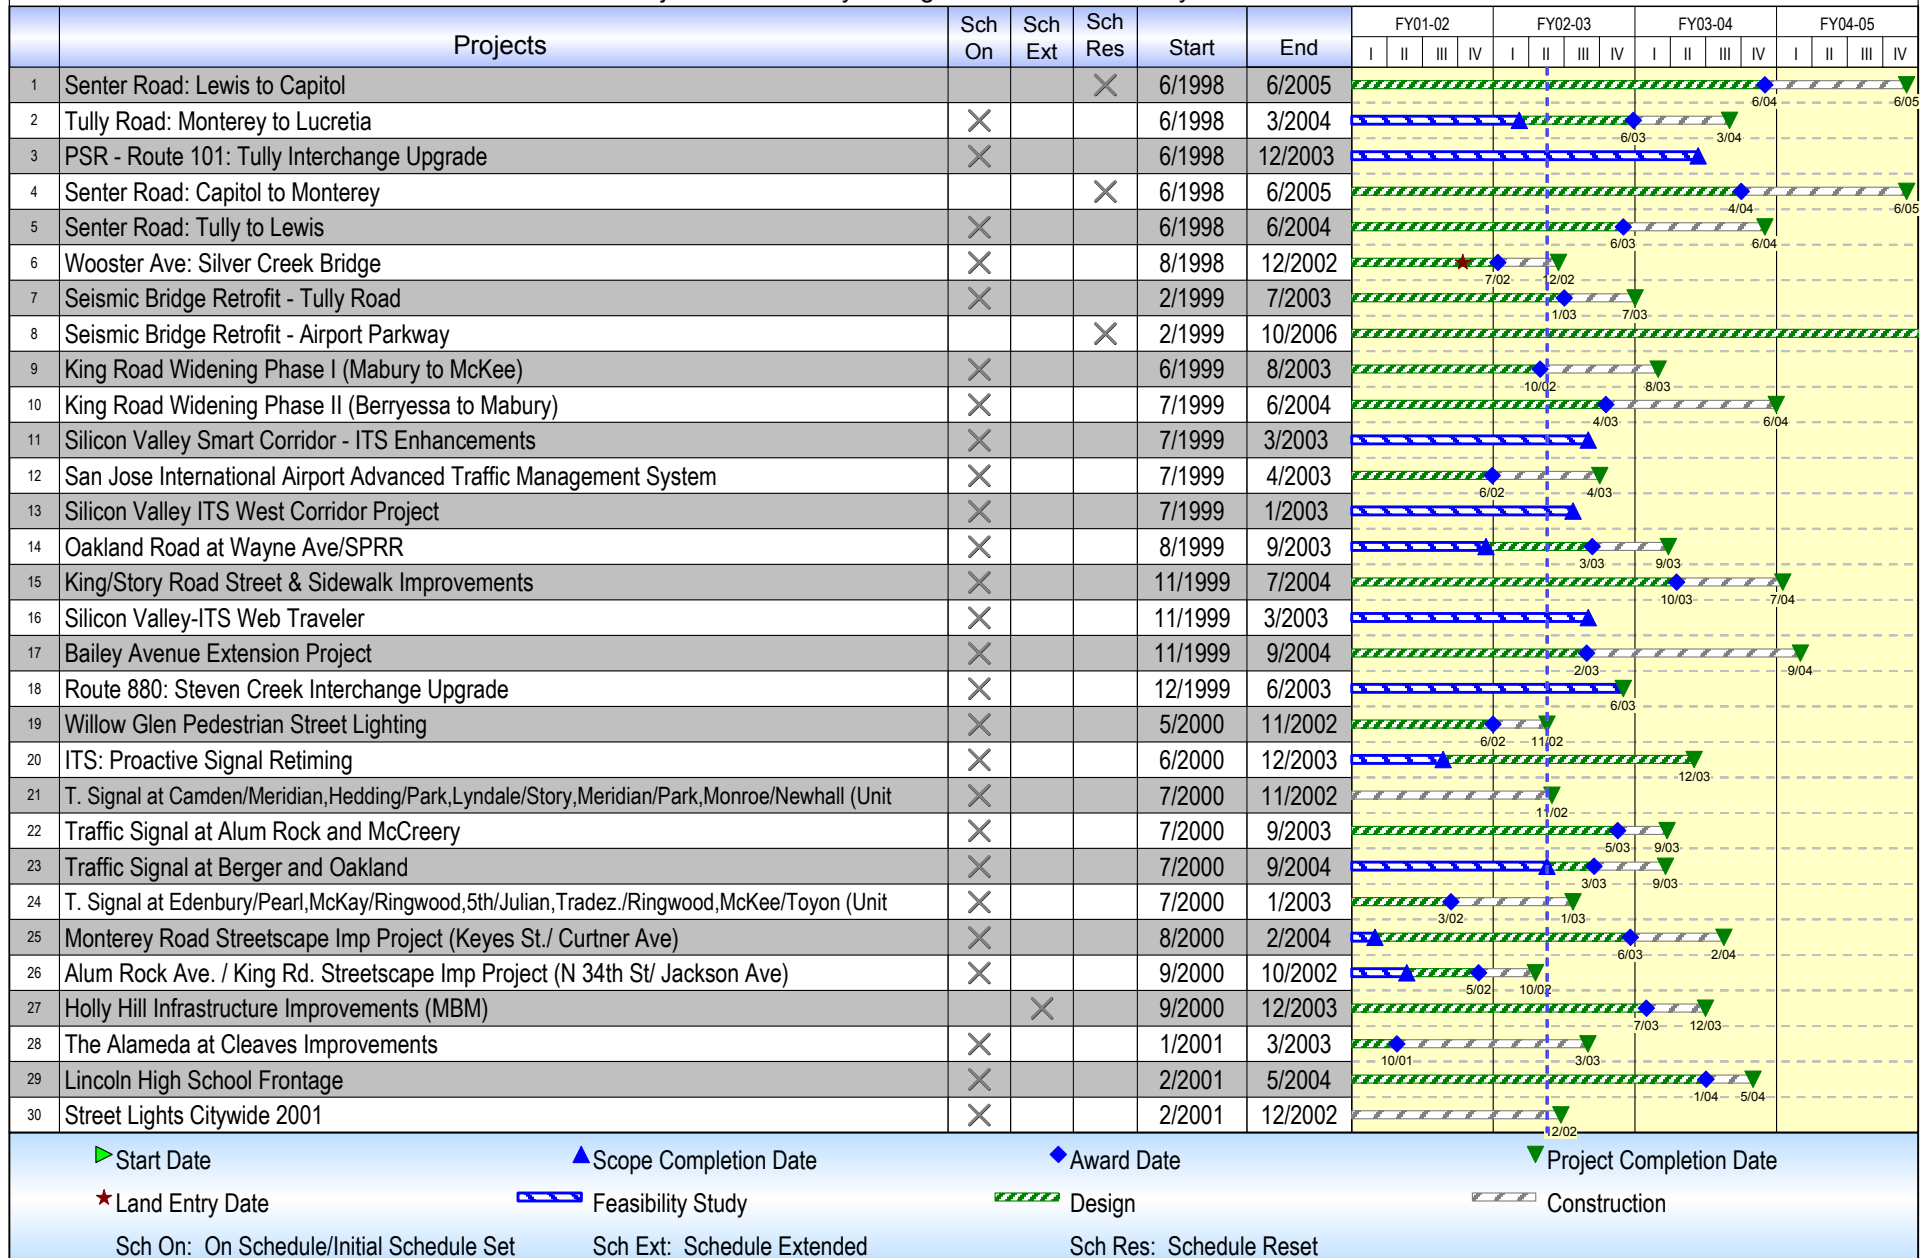 Projects Sch On Sch Ext Sch Res Start End FY01-02 FY02-03 FY03-04 FY04-05
I II III IV I II III IV I II III IV I II III IV
1 Senter Road: Lewis to Capitol 6/1998 6/2005 6/04 6/05
2 Tully Road: Monterey to Lucretia 6/1998 3/2004 6/03 3/04
3 PSR - Route 101: Tully Interchange Upgrade 6/1998 12/2003
4 Senter Road: Capitol to Monterey 6/1998 6/2005 4/04 6/05
5 Senter Road: Tully to Lewis 6/1998 6/2004 6/03 6/04
6 Wooster Ave: Silver Creek Bridge 8/1998 12/2002 7/02 12/02
7 Seismic Bridge Retrofit - Tully Road 2/1999 7/2003 1/03 7/03
8 Seismic Bridge Retrofit - Airport Parkway 2/1999 10/2006
9 King Road Widening Phase I (Mabury to McKee) 6/1999 8/2003 10/02 8/03
10 King Road Widening Phase II (Berryessa to Mabury) 7/1999 6/2004 4/03 6/04
11 Silicon Valley Smart Corridor - ITS Enhancements 7/1999 3/2003
12 San Jose International Airport Advanced Traffic Management System 7/1999 4/2003 6/02 4/03
13 Silicon Valley ITS West Corridor Project 7/1999 1/2003
14 Oakland Road at Wayne Ave/SPRR 8/1999 9/2003 3/03 9/03
15 King/Story Road Street & Sidewalk Improvements 11/1999 7/2004 10/03 7/04
16 Silicon Valley-ITS Web Traveler 11/1999 3/2003
17 Bailey Avenue Extension Project 11/1999 9/2004 2/03 9/04
18 Route 880: Steven Creek Interchange Upgrade 12/1999 6/2003 6/03
19 Willow Glen Pedestrian Street Lighting 5/2000 11/2002 6/02 11/02
20 ITS: Proactive Signal Retiming 6/2000 12/2003 12/03
21 T. Signal at Camden/Meridian,Hedding/Park,Lyndale/Story,Meridian/Park,Monroe/Newhall (Unit 7/2000 11/2002 11/02
22 Traffic Signal at Alum Rock and McCreery 7/2000 9/2003 5/03 9/03
23 Traffic Signal at Berger and Oakland 7/2000 9/2004 3/03 9/03
24 T. Signal at Edenbury/Pearl,McKay/Ringwood,5th/Julian,Tradez./Ringwood,McKee/Toyon (Unit 7/2000 1/2003 3/02 1/03
25 Monterey Road Streetscape Imp Project (Keyes St./ Curtner Ave) 8/2000 2/2004 6/03 2/04
26 Alum Rock Ave. / King Rd. Streetscape Imp Project (N 34th St/ Jackson Ave) 9/2000 10/2002 5/02 10/02
27 Holly Hill Infrastructure Improvements (MBM) 9/2000 12/2003 7/03 12/03
28 The Alameda at Cleaves Improvements 1/2001 3/2003 10/01 3/03
29 Lincoln High School Frontage 2/2001 5/2004 1/04 5/04
30 Street Lights Citywide 2001 2/2001 12/2002 12/02
Start Date Scope Completion Date Award Date Project Completion Date
Land Entry Date Feasibility Study Design Construction
Sch On: On Schedule/Initial Schedule Set Sch Ext: Schedule Extended Sch Res: Schedule Reset